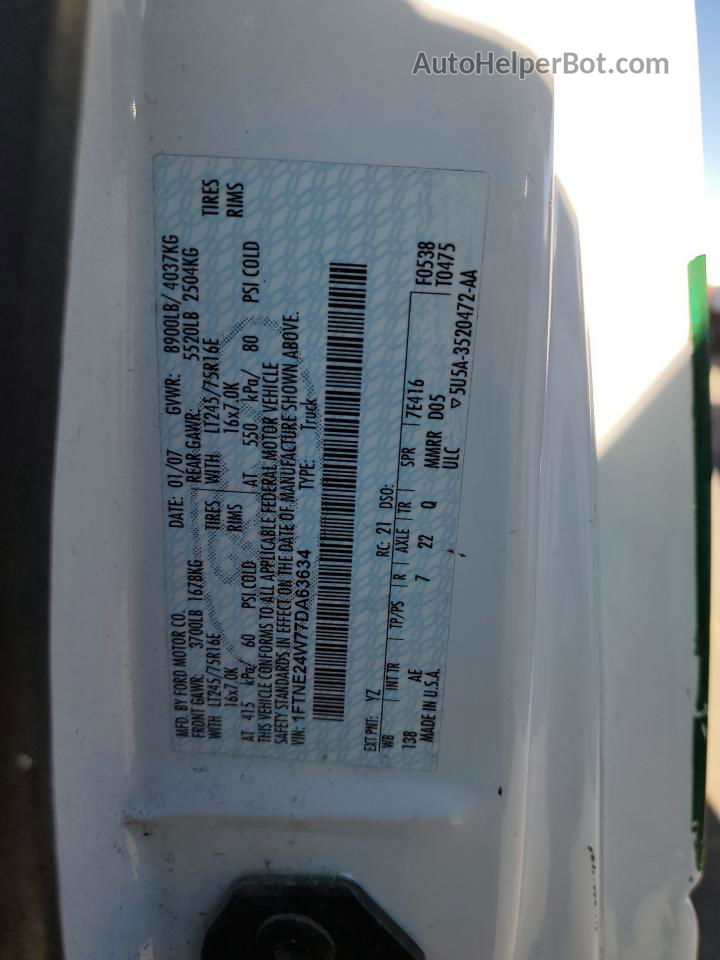 AutoHelperBot.com
MFD. BY FORD MOTOR CO. DATE: 01/07 GVWR: 8900LB/ 4037KG
FRONT GAWR: 3700LB 1678KG REAR GAWR: 5520LB 2504KG
WITH LT245/75R16E TIRES WITH LT245/75R16E TIRES
16x7.0K RIMS 16x7.0K RIMS
AT 415 kPa/ 60 PSI COLD AT 550 kPa/ 80 PSI COLD
THIS VEHICLE CONFORMS TO ALL APPLICABLE FEDERAL MOTOR VEHICLE
SAFETY STANDARDS IN EFFECT ON THE DATE OF MANUFACTURE SHOWN ABOVE.
VIN: 1FTNE24W77DA63634 TYPE: Truck
EXT PNT: YZ RC: 21 DSO: F0538
WB INT TR TP/PS R AXLE TR SPR 7E416 T0475
138 AE 7 22 Q MMRR D05
MADE IN U.S.A. ULC ▽5U5A-3520472-AA